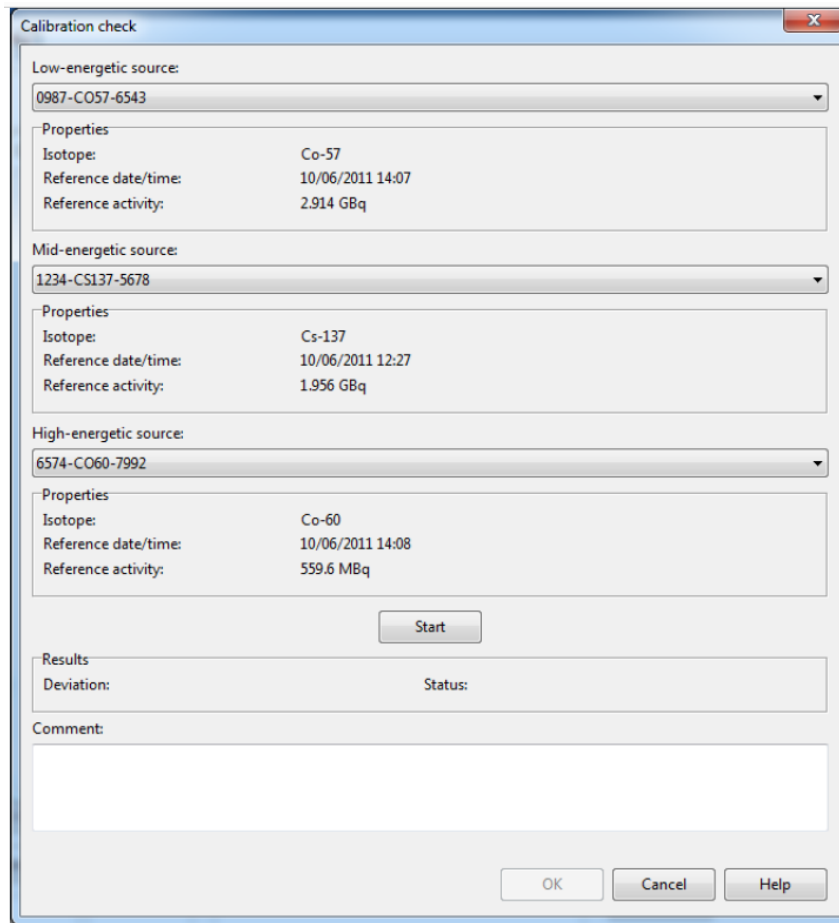 Calibration check
Low-energetic source:
0987-CO57-6543
Properties
Isotope: Co-57
Reference date/time: 10/06/2011 14:07
Reference activity: 2.914 GBq
Mid-energetic source:
1234-CS137-5678
Properties
Isotope: Cs-137
Reference date/time: 10/06/2011 12:27
Reference activity: 1.956 GBq
High-energetic source:
6574-CO60-7992
Properties
Isotope: Co-60
Reference date/time: 10/06/2011 14:08
Reference activity: 559.6 MBq
Start
Results
Deviation: Status:
Comment:
OK Cancel Help